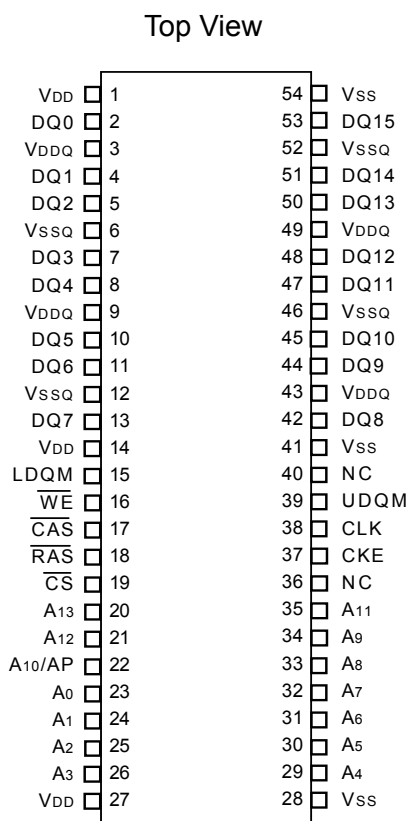 Top View
VDD 1 54 VSS
DQ0 2 53 DQ15
VDDQ 3 52 VSSQ
DQ1 4 51 DQ14
DQ2 5 50 DQ13
VSSQ 6 49 VDDQ
DQ3 7 48 DQ12
DQ4 8 47 DQ11
VDDQ 9 46 VSSQ
DQ5 10 45 DQ10
DQ6 11 44 DQ9
VSSQ 12 43 VDDQ
DQ7 13 42 DQ8
VDD 14 41 VSS
LDQM 15 40 NC
WE 16 39 UDQM
CAS 17 38 CLK
RAS 18 37 CKE
CS 19 36 NC
A13 20 35 A11
A12 21 34 A9
A10/AP 22 33 A8
A0 23 32 A7
A1 24 31 A6
A2 25 30 A5
A3 26 29 A4
VDD 27 28 VSS